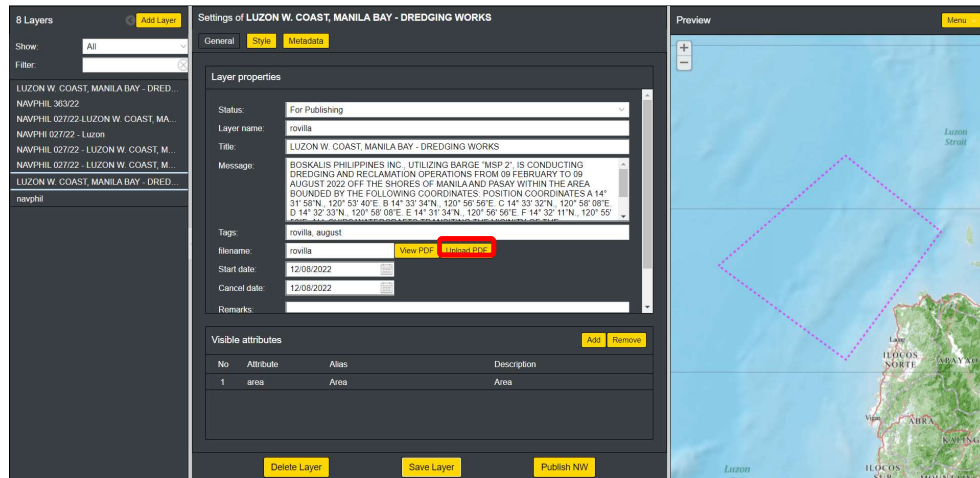 8 Layers
Add Layer
Show:
All
Filter:
LUZON W. COAST, MANILA BAY - DRED...
NAVPHIL 363/22
NAVPHIL 027/22-LUZON W. COAST, MA...
NAVPHI 027/22 - Luzon
NAVPHIL 027/22 - LUZON W. COAST, M...
NAVPHIL 027/22 - LUZON W. COAST, M...
LUZON W. COAST, MANILA BAY - DRED...
navphil
Settings of LUZON W. COAST, MANILA BAY - DREDGING WORKS
General
Style
Metadata
Layer properties
Status:
For Publishing
Layer name:
rovilla
Title:
LUZON W. COAST, MANILA BAY - DREDGING WORKS
Message:
BOSKALIS PHILIPPINES INC., UTILIZING BARGE "MSP 2", IS CONDUCTING
DREDGING AND RECLAMATION OPERATIONS FROM 09 FEBRUARY TO 09
AUGUST 2022 OFF THE SHORES OF MANILA AND PASAY WITHIN THE AREA
BOUNDED BY THE FOLLOWING COORDINATES: POSITION COORDINATES A 14°
31' 58"N., 120° 53' 40"E. B 14° 33' 34"N., 120° 56' 56"E. C 14° 33' 32"N., 120° 58' 08"E.
D 14° 32' 33"N., 120° 58' 08"E. E 14° 31' 34"N., 120° 56' 56"E. F 14° 32' 11"N., 120° 55'
Tags:
rovilla, august
filename:
rovilla
View PDF
Upload PDF
Start date:
12/08/2022
Cancel date:
12/08/2022
Remarks:
Visible attributes
Add
Remove
No Attribute Alias Description
1 area Area Area
Delete Layer
Save Layer
Publish NW
Preview
Menu
+
−
Luzon
Strait
Laoag
ILOCOS
NORTE
APAYAO
Vigan
ABRA
KALINGA
Luzon
ILOCOS